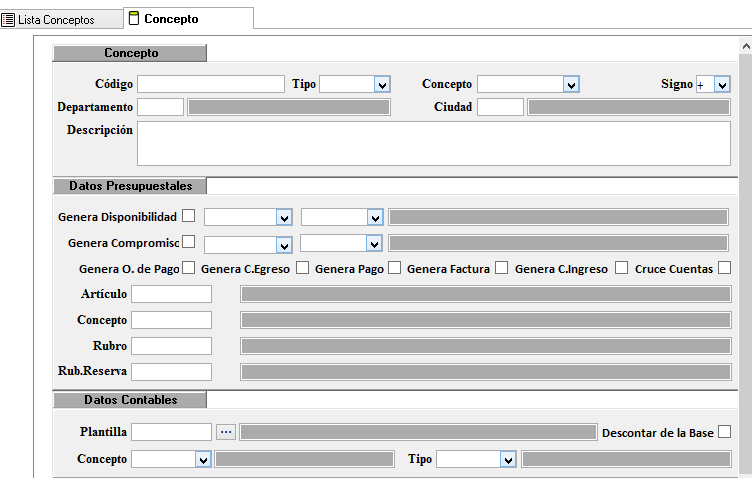 Lista Conceptos Concepto
Concepto
Código Tipo Concepto Signo +
Departamento Ciudad
Descripción
Datos Presupuestales
Genera Disponibilidad
Genera Compromisc
Genera O. de Pago Genera C.Egreso Genera Pago Genera Factura Genera C.Ingreso Cruce Cuentas
Artículo
Concepto
Rubro
Rub.Reserva
Datos Contables
Plantilla ... Descontar de la Base
Concepto Tipo